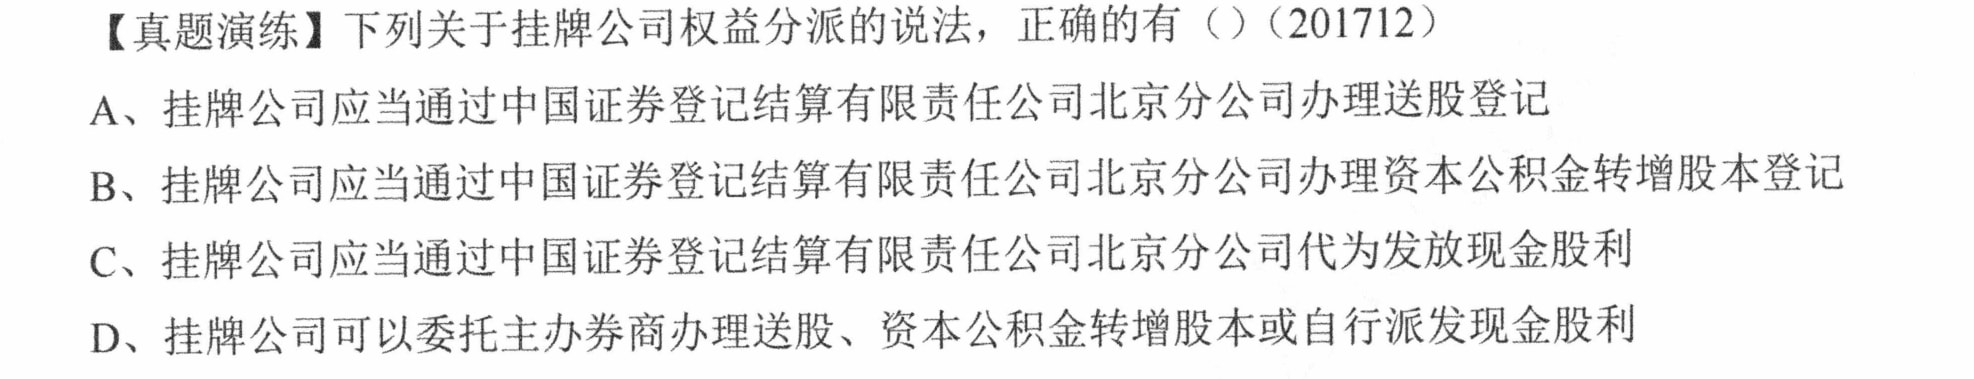 【真题演练】下列关于挂牌公司权益分派的说法，正确的有（）（201712）
A、挂牌公司应当通过中国证券登记结算有限责任公司北京分公司办理送股登记
B、挂牌公司应当通过中国证券登记结算有限责任公司北京分公司办理资本公积金转增股本登记
C、挂牌公司应当通过中国证券登记结算有限责任公司北京分公司代为发放现金股利
D、挂牌公司可以委托主办券商办理送股、资本公积金转增股本或自行派发现金股利